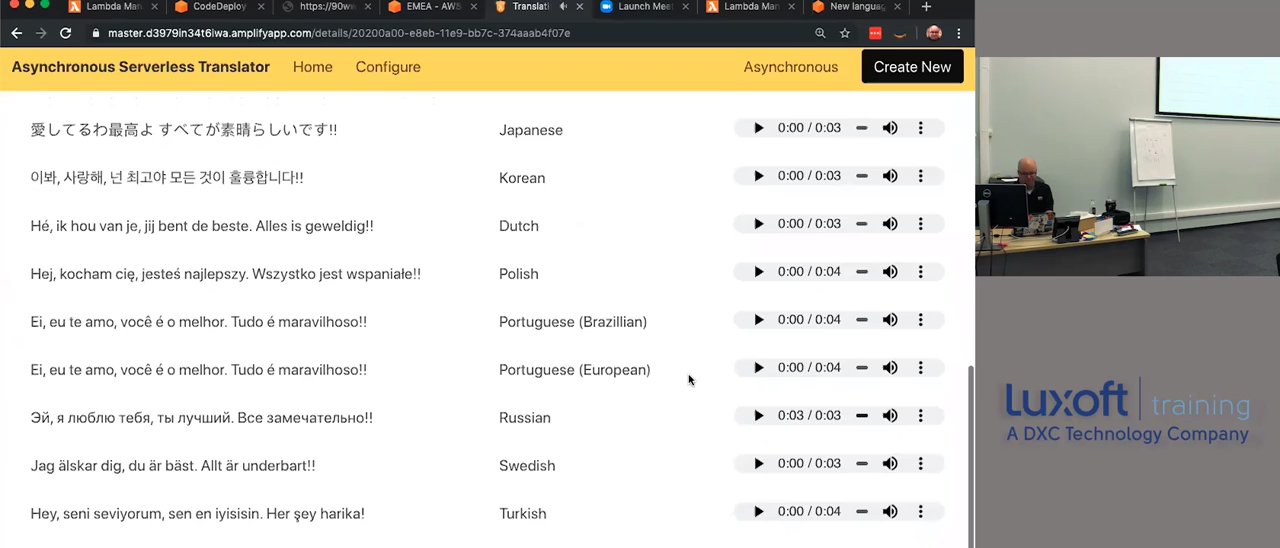 Lambda Man
CodeDeploy
https://90w
EMEA - AWS
Translati
Launch Meet
Lambda Man
New languag
master.d3979in34t6iwa.amplifyapp.com/details/20200a00-e8eb-11e9-bb7c-374aaab4f07e
Asynchronous Serverless Translator Home Configure Asynchronous Create New
愛してるわ最高よ すべてが素晴らしいです!! Japanese 0:00 / 0:03
이봐, 사랑해, 넌 최고야 모든 것이 훌륭합니다!! Korean 0:00 / 0:03
Hé, ik hou van je, jij bent de beste. Alles is geweldig!! Dutch 0:00 / 0:03
Hej, kocham cię, jesteś najlepszy. Wszystko jest wspaniałe!! Polish 0:00 / 0:04
Ei, eu te amo, você é o melhor. Tudo é maravilhoso!! Portuguese (Brazillian) 0:00 / 0:04
Ei, eu te amo, você é o melhor. Tudo é maravilhoso!! Portuguese (European) 0:00 / 0:04
Эй, я люблю тебя, ты лучший. Все замечательно!! Russian 0:03 / 0:03
Jag älskar dig, du är bäst. Allt är underbart!! Swedish 0:00 / 0:03
Hey, seni seviyorum, sen en iyisisin. Her şey harika! Turkish 0:00 / 0:04
luxoft training
A DXC Technology Company